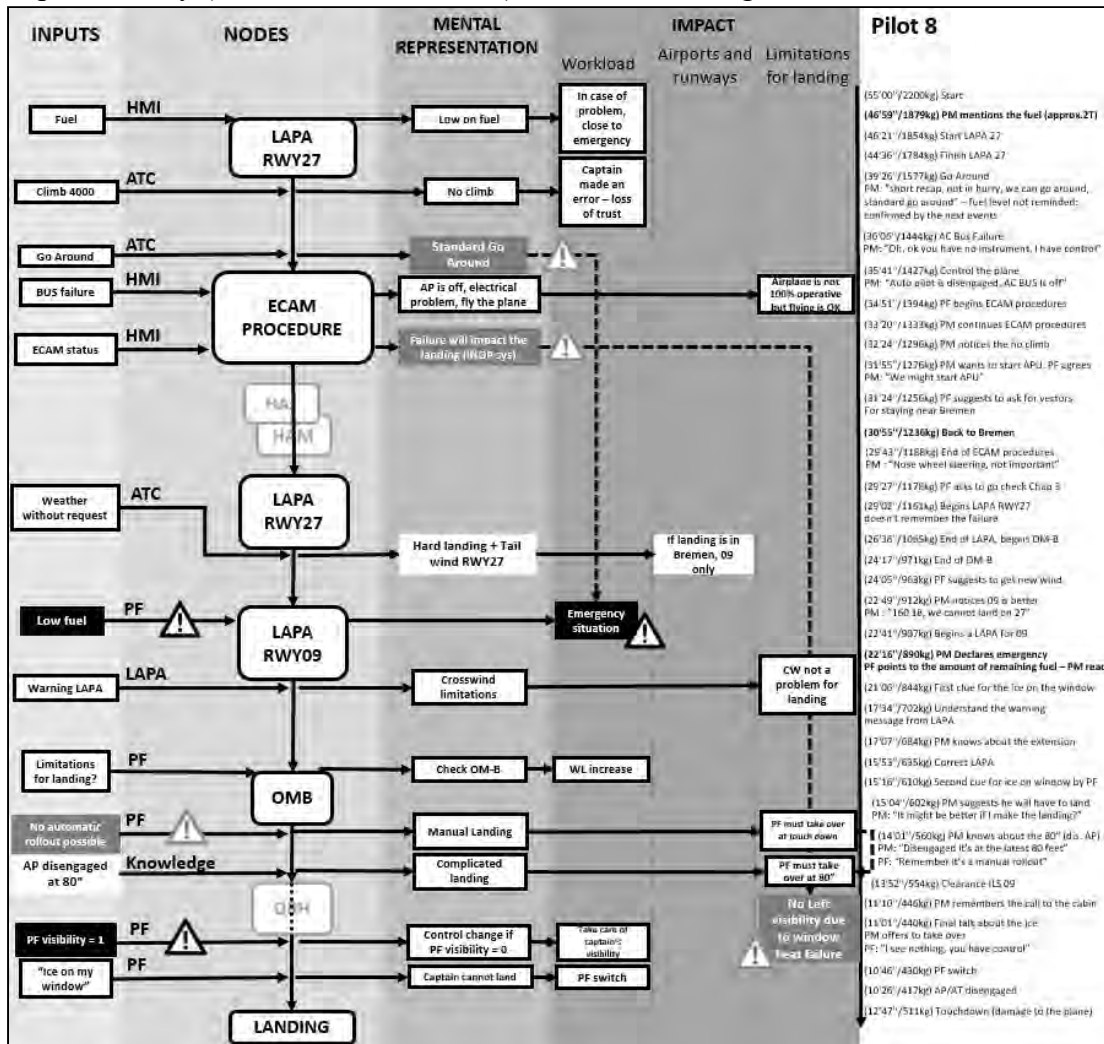 INPUTS
NODES
MENTAL
REPRESENTATION
IMPACT
Workload
Airports and
runways
Limitations
for landing
Pilot 8
Fuel
HMI
LAPA
RWY27
Low on fuel
In case of
problem,
close to
emergency
Climb 4000
ATC
No climb
Captain
made an
error – loss
of trust
Go Around
ATC
Standard Go
Around
BUS failure
HMI
ECAM
PROCEDURE
AP is off, electrical
problem, fly the plane
Airplane is not
100% operative
but flying is OK
ECAM status
HMI
Failure will impact the
landing (INOP sys)
HAM
Weather
without request
ATC
LAPA
RWY27
Hard landing + Tail
wind RWY27
If landing is in
Bremen, 09
only
Low fuel
PF
LAPA
RWY09
Emergency
situation
Warning LAPA
LAPA
Crosswind
limitations
CW not a
problem for
landing
Limitations
for landing?
PF
OMB
Check OM-B
WL increase
No automatic
rollout possible
PF
Manual Landing
PF must take over
at touch down
AP disengaged
at 80"
Knowledge
Complicated
landing
PF must take
over at 80"
No Left
visibility due
to window
heat Failure
PF visibility = 1
PF
Control change if
PF visibility = 0
Take care of
captain's
visibility
"Ice on my
window"
PF
Captain cannot land
PF switch
LANDING
(55'00"/2200kg) Start
(46'59"/1879kg) PM mentions the fuel (approx.2T)
(46'21"/1854kg) Start LAPA 27
(44'36"/1784kg) Finish LAPA 27
(39'26"/1577kg) Go Around
PM: "short recap, not in hurry, we can go around,
standard go around" – fuel level not reminded:
confirmed by the next events
(36'05"/1444kg) AC Bus Failure
PM: "Oh, ok you have no instrument, I have control"
(35'41"/1427kg) Control the plane
PM: "Auto pilot is disengaged, AC BUS is off"
(34'51"/1394kg) PF begins ECAM procedures
(33'20"/1333kg) PM continues ECAM procedures
(32'24"/1296kg) PM notices the no climb
(31'55"/1276kg) PM wants to start APU, PF agrees
PM: "We might start APU"
(31'24"/1256kg) PF suggests to ask for vectors
For staying near Bremen
(30'55"/1236kg) Back to Bremen
(29'43"/1188kg) End of ECAM procedures
PM : "Nose wheel steering, not important"
(29'27"/1178kg) PF asks to go check Chap 3
(29'02"/1161kg) Begins LAPA RWY27
doesn't remember the failure
(26'38"/1065kg) End of LAPA, begins OM-B
(24'17"/971kg) End of OM-B
(24'05"/963kg) PF suggests to get new wind
(22'49"/912kg) PM notices 09 is better
PM : "160 18, we cannot land on 27"
(22'41"/907kg) Begins a LAPA for 09
(22'16"/890kg) PM Declares emergency
PF points to the amount of remaining fuel – PM reac
(21'06"/844kg) First clue for the ice on the window
(17'34"/702kg) Understand the warning
message from LAPA
(17'07"/684kg) PM knows about the extension
(15'53"/635kg) Correct LAPA
(15'16"/610kg) Second cue for ice on window by PF
(15'04"/602kg) PM suggests he will have to land
PM: "It might be better if I make the landing?"
(14'01"/560kg) PM knows about the 80" (d.o. AP)
PM: "Disengaged it's at the latest 80 feet"
PF: "Remember it's a manual rollout"
(13'52"/554kg) Clearance ILS 09
(11'10"/446kg) PM remembers the call to the cabin
(11'01"/440kg) Final talk about the ice
PM offers to take over
PF: "I see nothing, you have control"
(10'46"/430kg) PF switch
(10'26"/417kg) AP/AT disengaged
(12'47"/511kg) Touchdown (damage to the plane)